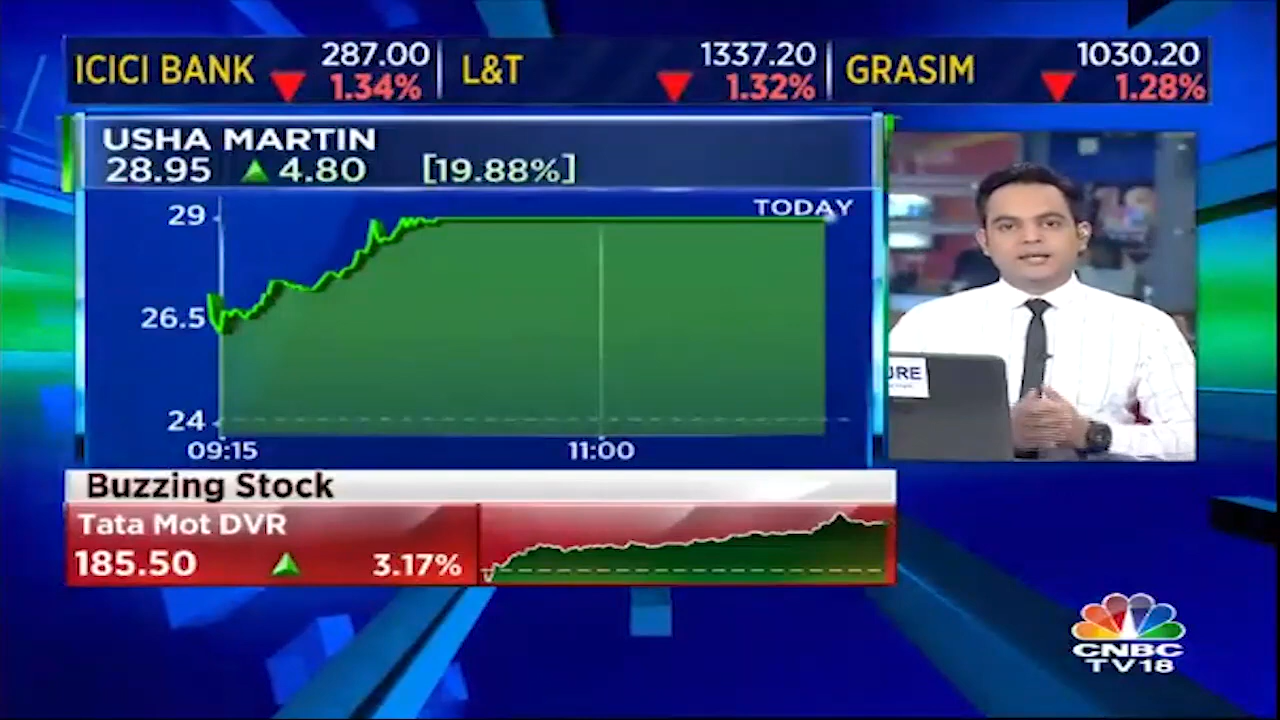 ICICI BANK 287.00 1.34% L&T 1337.20 1.32% GRASIM 1030.20 1.28%
USHA MARTIN
28.95 4.80 [19.88%]
TODAY
29
26.5
24
09:15 11:00
URE
Buzzing Stock
Tata Mot DVR
185.50 3.17%
CNBC
TV18